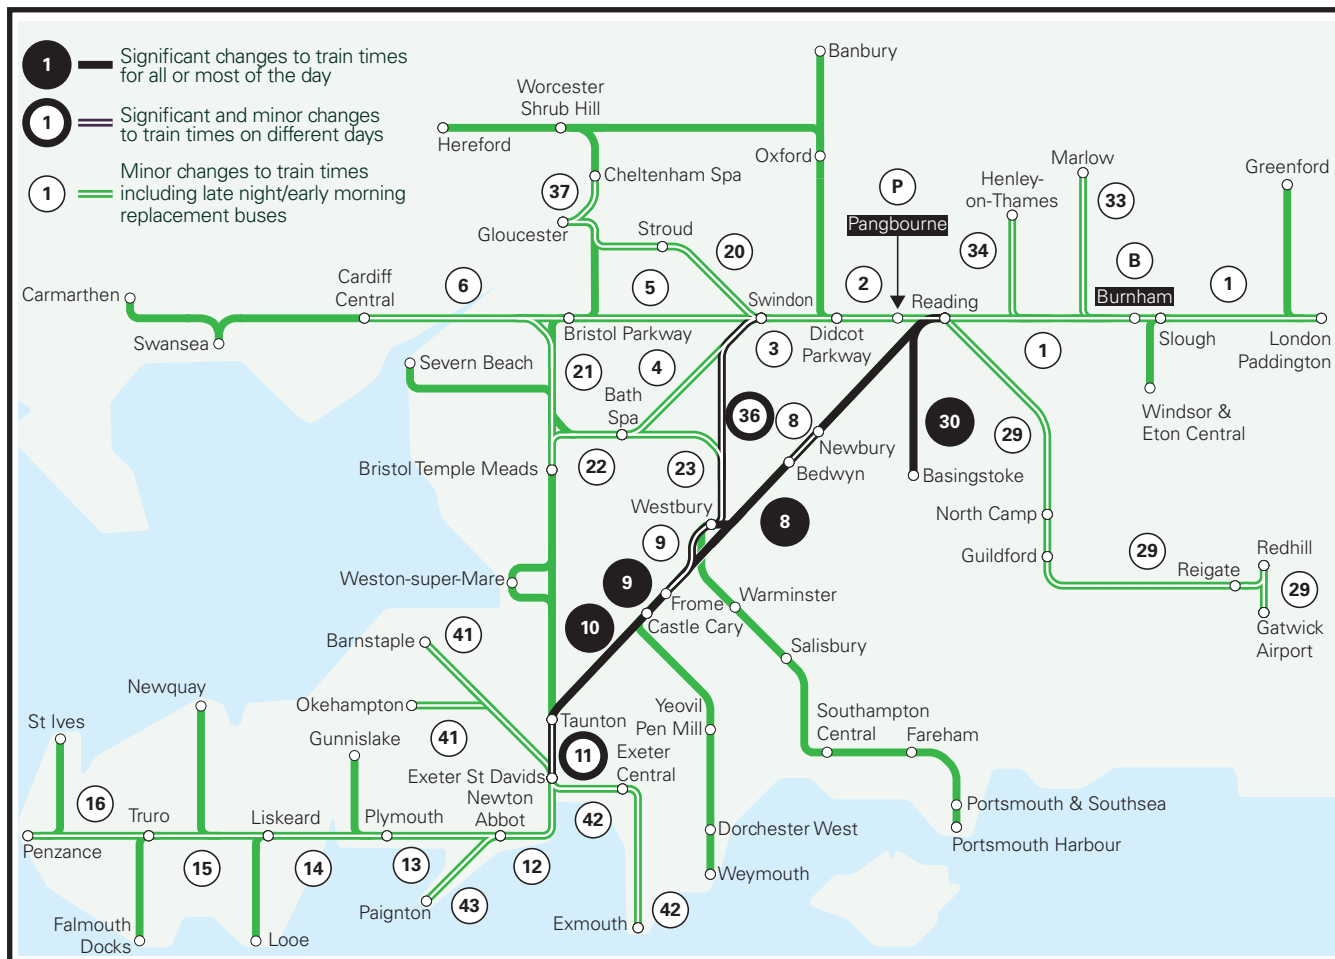 1
Significant changes to train times
for all or most of the day
1
Significant and minor changes
to train times on different days
1
Minor changes to train times
including late night/early morning
replacement buses
Banbury
Worcester
Shrub Hill
Hereford
Oxford
Cheltenham Spa
37
Gloucester
Stroud
20
P
Pangbourne
Henley-
on-Thames
34
Marlow
33
B
Burnham
Greenford
1
Carmarthen
Swansea
Cardiff
Central
6
5
Bristol Parkway
Swindon
2
3
Didcot
Parkway
Reading
1
Slough
London
Paddington
Windsor &
Eton Central
Severn Beach
21
4
Bath
Spa
36
8
Newbury
Bedwyn
30
Basingstoke
29
Bristol Temple Meads
22
23
Westbury
8
North Camp
Guildford
29
Reigate
Redhill
29
Gatwick
Airport
9
9
Weston-super-Mare
Frome
Castle Cary
Warminster
10
Salisbury
Barnstaple
41
Okehampton
41
Newquay
St Ives
Gunnislake
Taunton
11
Exeter
Central
Exeter St Davids
Newton
Abbot
Yeovil
Pen Mill
Southampton
Central
Fareham
Portsmouth & Southsea
Portsmouth Harbour
16
Truro
Liskeard
Plymouth
42
Penzance
15
14
13
12
Dorchester West
Weymouth
Paignton
43
Exmouth
42
Falmouth
Docks
Looe